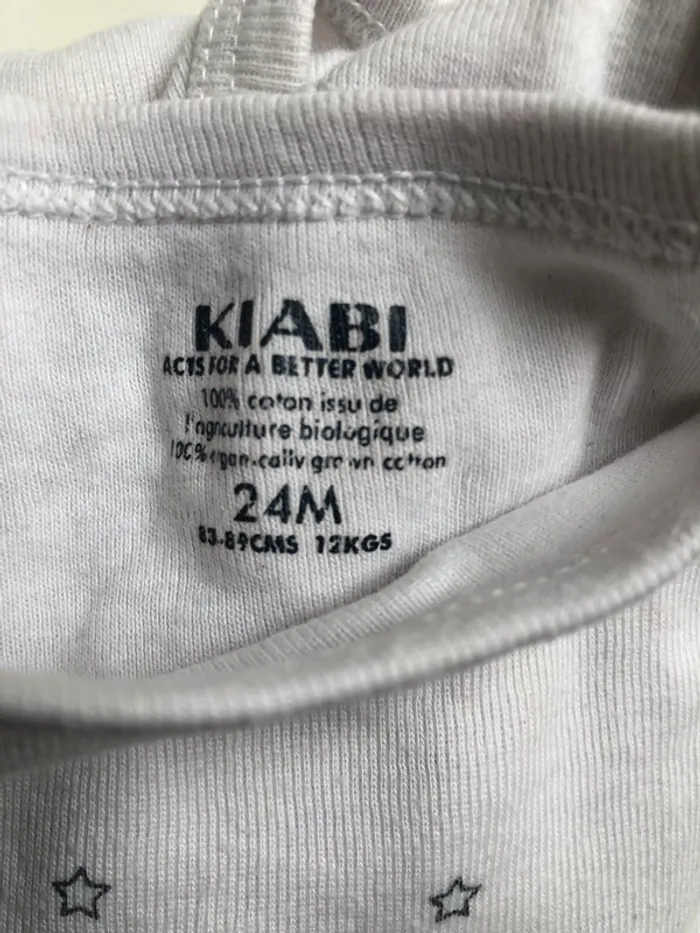 KIABI
ACTS FOR A BETTER WORLD
100% coton issu de
l'agriculture biologique
100% organically grown cotton
24M
83-89CMS 12KGS